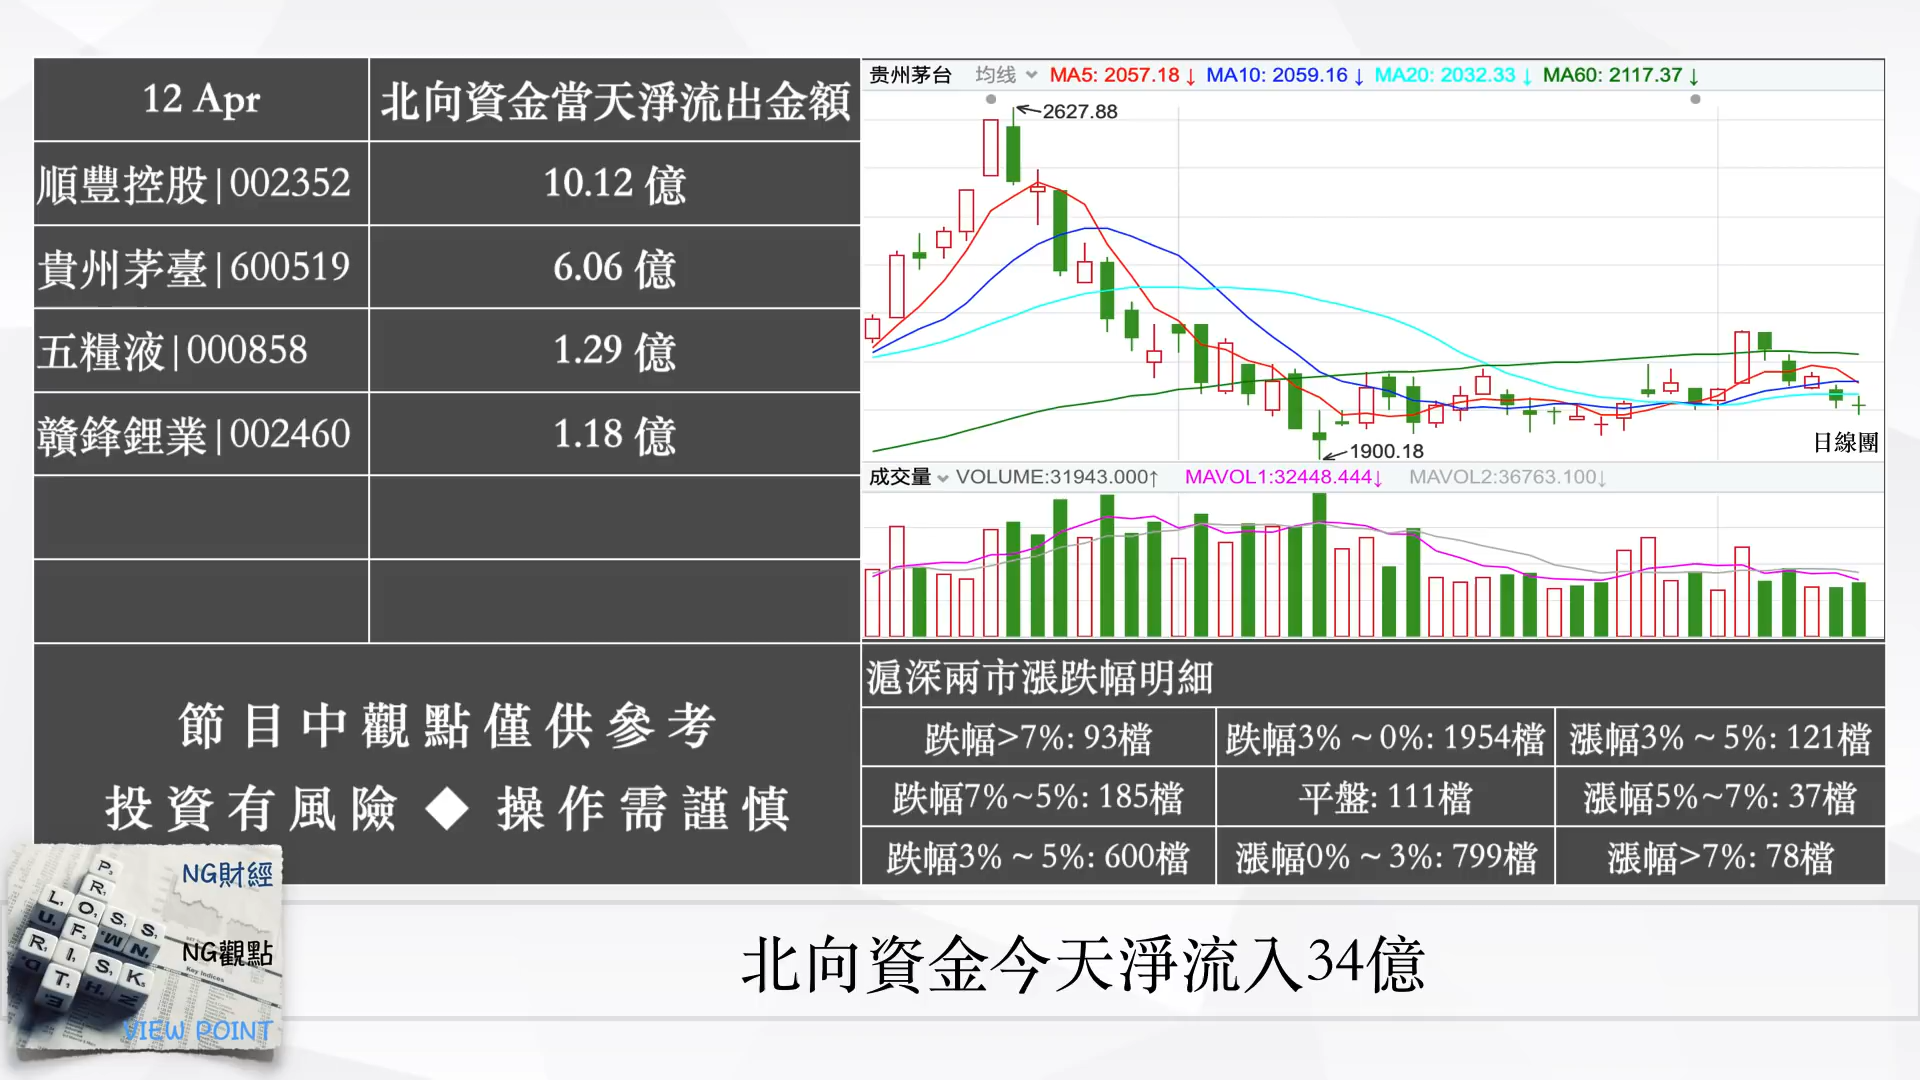 12 Apr
北向資金當天淨流出金額
順豐控股|002352
10.12 億
貴州茅臺|600519
6.06 億
五糧液|000858
1.29 億
贛鋒鋰業|002460
1.18 億
節目中觀點僅供參考
投資有風險 ◆ 操作需謹慎
贵州茅台 均线 MA5: 2057.18↓ MA10: 2059.16↓ MA20: 2032.33↓ MA60: 2117.37↓
2627.88
1900.18
日線圖
成交量 VOLUME:31943.000↑ MAVOL1:32448.444↓ MAVOL2:36763.100↓
滬深兩市漲跌幅明細
跌幅>7%: 93檔
跌幅3% ~ 0%: 1954檔
漲幅3% ~ 5%: 121檔
跌幅7%~5%: 185檔
平盤: 111檔
漲幅5%~7%: 37檔
跌幅3% ~ 5%: 600檔
漲幅0% ~ 3%: 799檔
漲幅>7%: 78檔
NG財經
NG觀點
VIEW POINT
北向資金今天淨流入34億